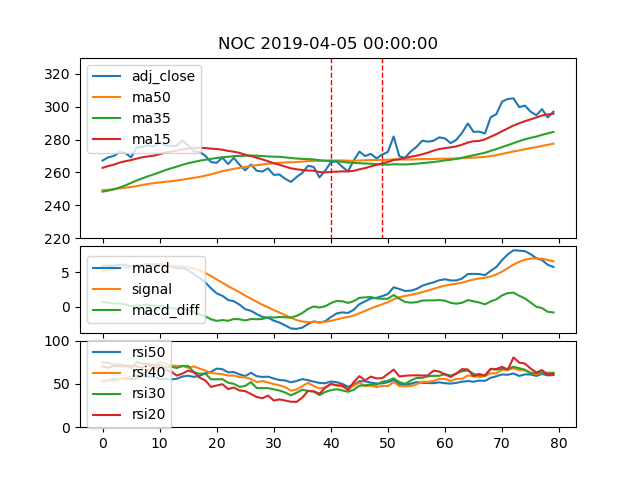 NOC 2019-04-05 00:00:00
320
300
280
260
240
220
adj_close
ma50
ma35
ma15
5
0
macd
signal
macd_diff
100
50
0
rsi50
rsi40
rsi30
rsi20
0 10 20 30 40 50 60 70 80